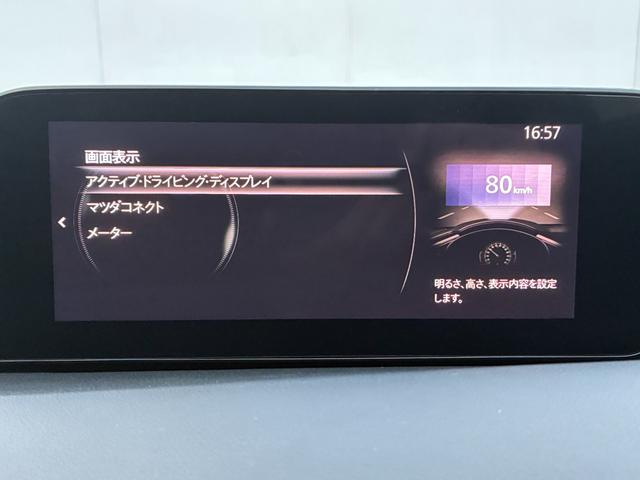 16:57
画面表示
アクティブ・ドライビング・ディスプレイ
マツダコネクト
メーター
80 km/h
明るさ、高さ、表示内容を設定
します。